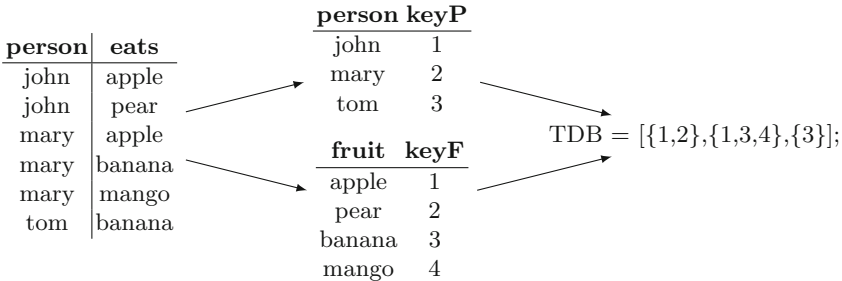 person eats
john apple
john pear
mary apple
mary banana
mary mango
tom banana
person keyP
john 1
mary 2
tom 3
fruit keyF
apple 1
pear 2
banana 3
mango 4
TDB = [{1,2},{1,3,4},{3}];